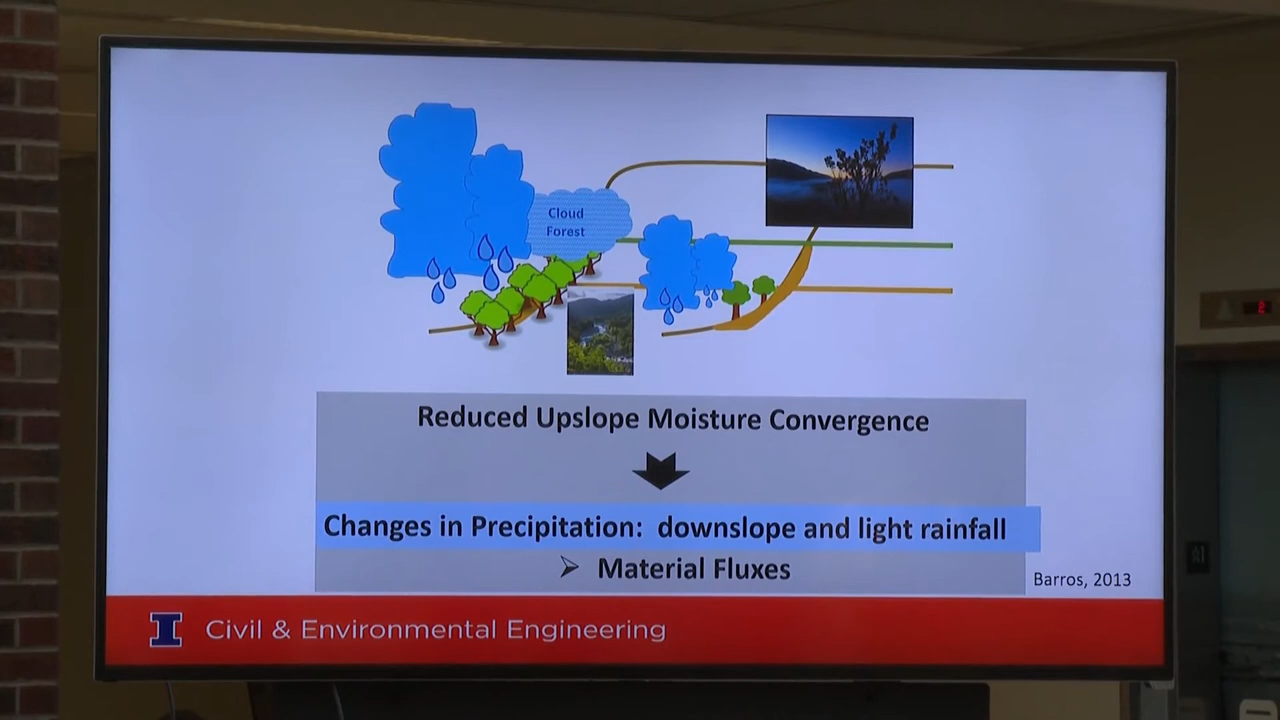 Cloud
Forest
Reduced Upslope Moisture Convergence
Changes in Precipitation: downslope and light rainfall
➢ Material Fluxes
Barros, 2013
I Civil & Environmental Engineering